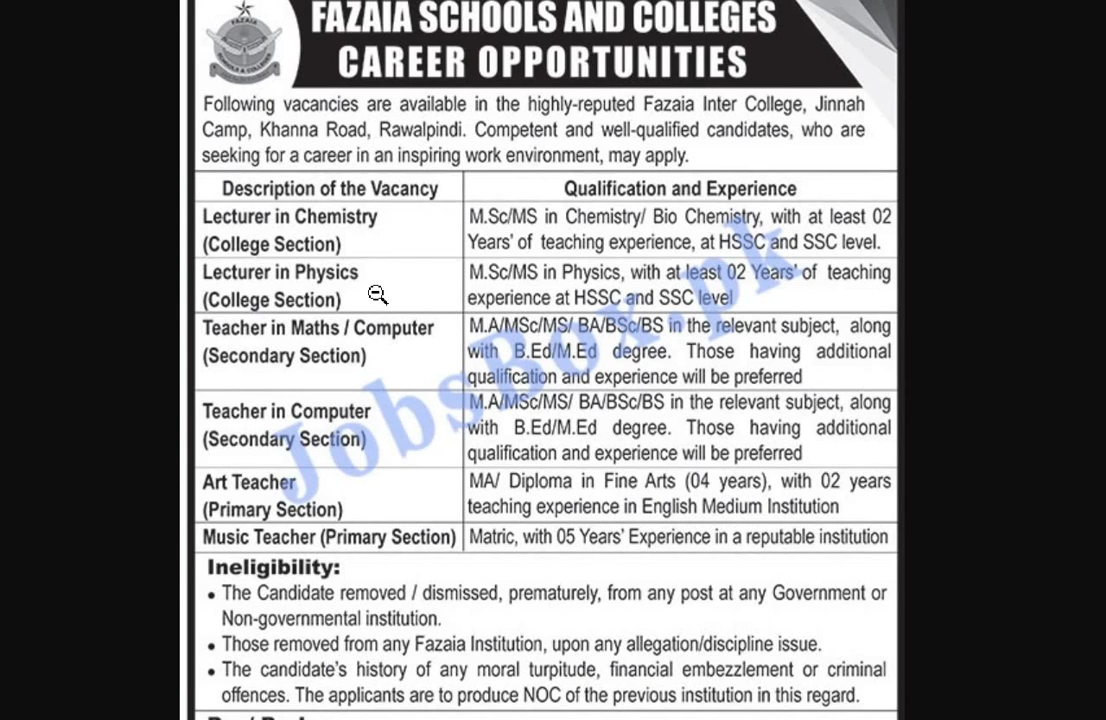 FAZAIA SCHOOLS AND COLLEGES
CAREER OPPORTUNITIES
FAZAIA
SCHOOLS & COLLEGES
Following vacancies are available in the highly-reputed Fazaia Inter College, Jinnah
Camp, Khanna Road, Rawalpindi. Competent and well-qualified candidates, who are
seeking for a career in an inspiring work environment, may apply.
Description of the Vacancy
Qualification and Experience
Lecturer in Chemistry
(College Section)
M.Sc/MS in Chemistry/ Bio Chemistry, with at least 02
Years' of teaching experience, at HSSC and SSC level.
Lecturer in Physics
(College Section)
M.Sc/MS in Physics, with at least 02 Years' of teaching
experience at HSSC and SSC level
Teacher in Maths / Computer
(Secondary Section)
M.A/MSc/MS/ BA/BSc/BS in the relevant subject, along
with B.Ed/M.Ed degree. Those having additional
qualification and experience will be preferred
Teacher in Computer
(Secondary Section)
M.A/MSc/MS/ BA/BSc/BS in the relevant subject, along
with B.Ed/M.Ed degree. Those having additional
qualification and experience will be preferred
Art Teacher
(Primary Section)
MA/ Diploma in Fine Arts (04 years), with 02 years
teaching experience in English Medium Institution
Music Teacher (Primary Section)
Matric, with 05 Years' Experience in a reputable institution
JobsBox.pk
Ineligibility:
• The Candidate removed / dismissed, prematurely, from any post at any Government or
Non-governmental institution.
• Those removed from any Fazaia Institution, upon any allegation/discipline issue.
• The candidate's history of any moral turpitude, financial embezzlement or criminal
offences. The applicants are to produce NOC of the previous institution in this regard.